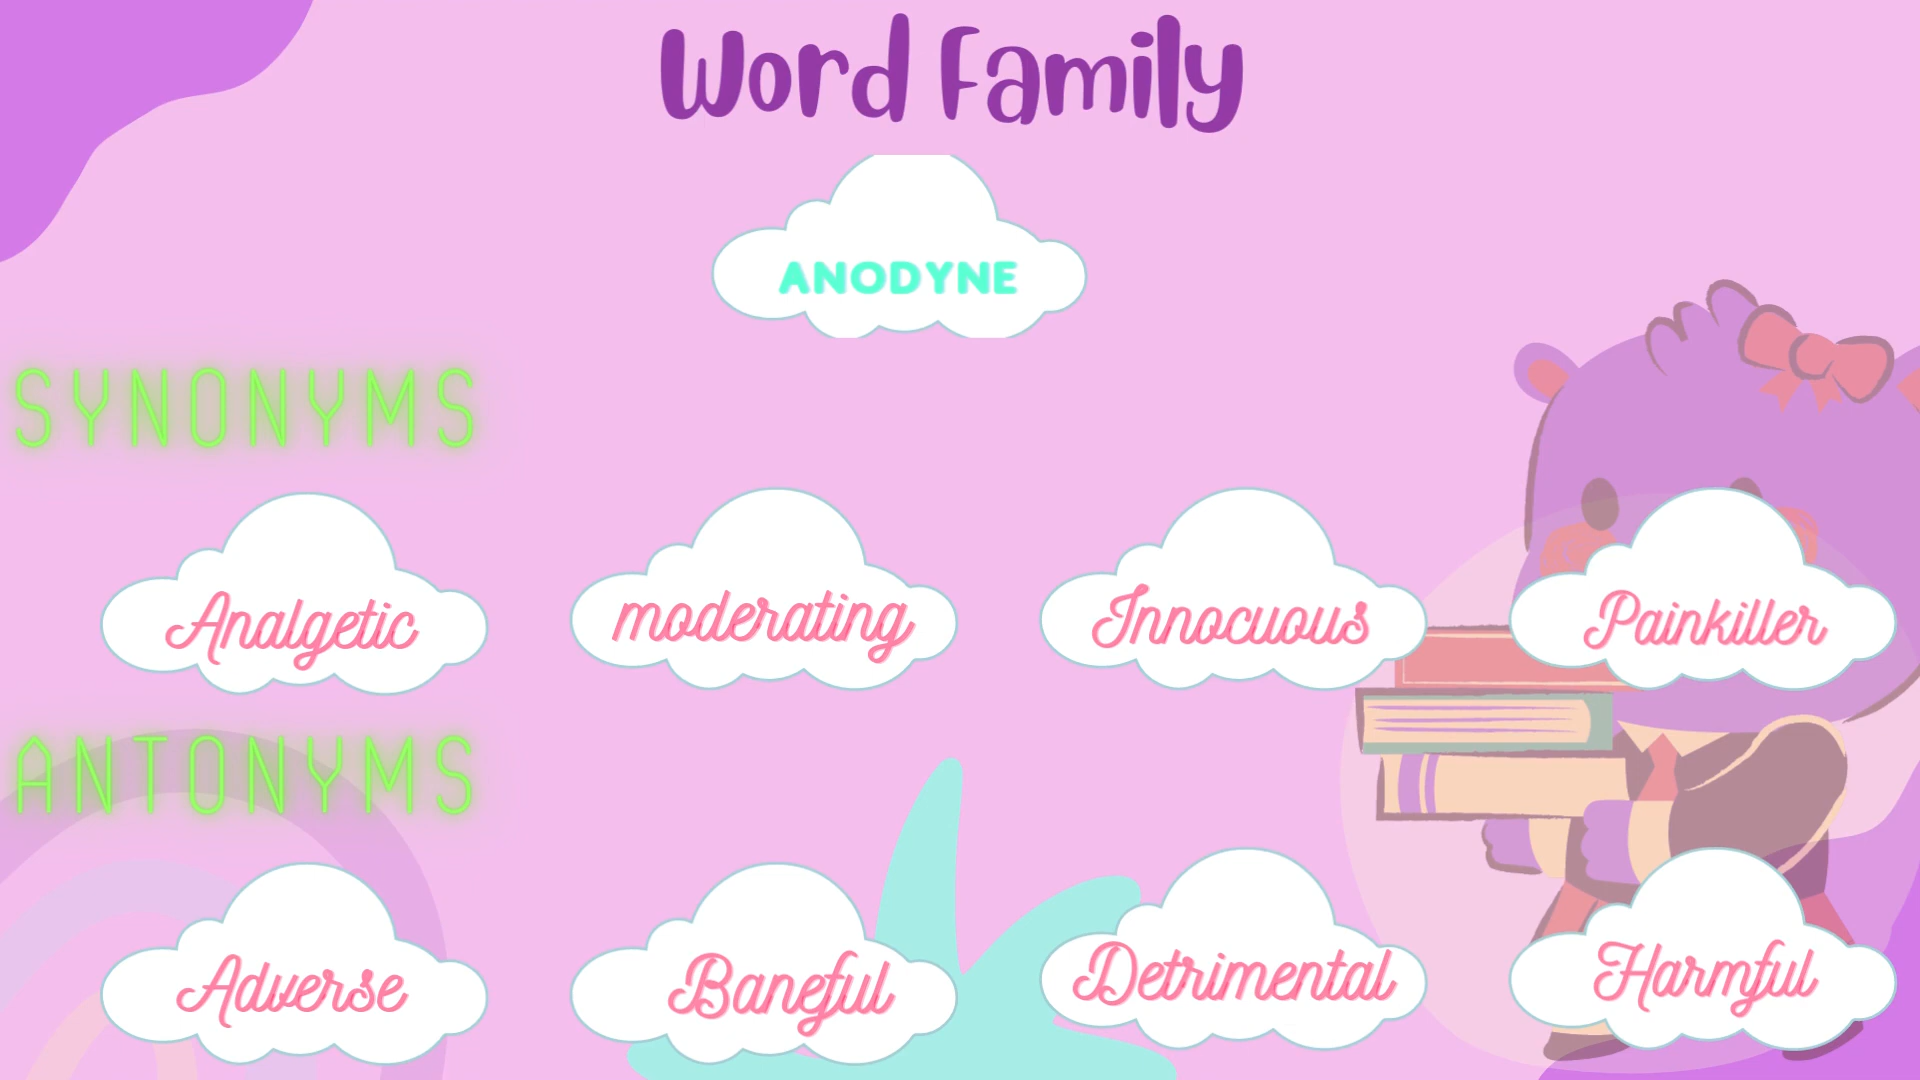 Word Family
ANODYNE
SYNONYMS
Analgetic
moderating
Innocuous
Painkiller
ANTONYMS
Adverse
Baneful
Detrimental
Harmful